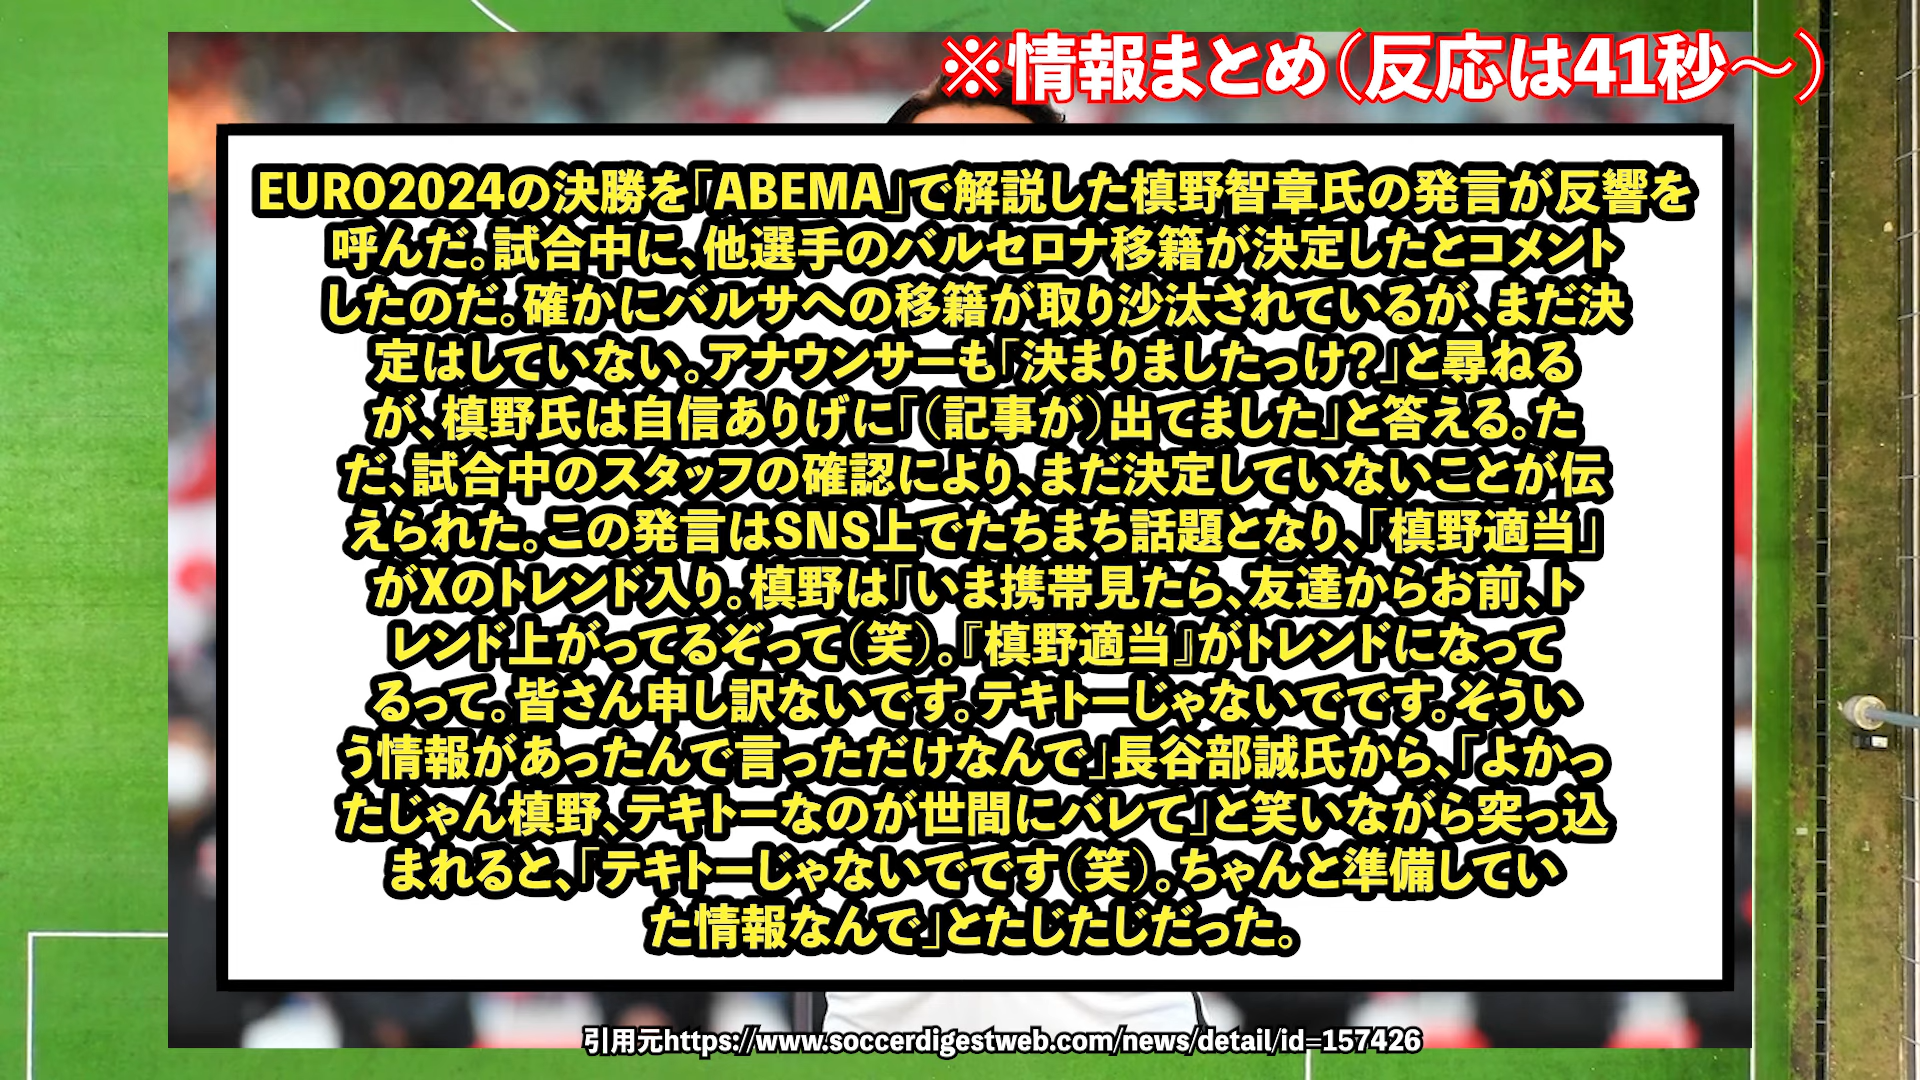 ※情報まとめ（反応は41秒～）
EURO2024の決勝を「ABEMA」で解説した槙野智章氏の発言が反響を
呼んだ。試合中に、他選手のバルセロナ移籍が決定したとコメント
したのだ。確かにバルサへの移籍が取り沙汰されているが、まだ決
定はしていない。アナウンサーも「決まりましたっけ？」と尋ねる
が、槙野氏は自信ありげに『（記事が）出てました』と答える。た
だ、試合中のスタッフの確認により、まだ決定していないことが伝
えられた。この発言はSNS上でたちまち話題となり、『槙野適当』
がXのトレンド入り。槙野は「いま携帯見たら、友達からお前、ト
レンド上がってるぞって（笑）。『槙野適当』がトレンドになって
るって。皆さん申し訳ないです。テキトーじゃないでです。そうい
う情報があったんで言っただけなんで」長谷部誠氏から、「よかっ
たじゃん槙野、テキトーなのが世間にバレて」と笑いながら突っ込
まれると、「テキトーじゃないでです（笑）。ちゃんと準備してい
た情報なんで」とたじたじだった。
引用元https://www.soccerdigestweb.com/news/detail/id=157426